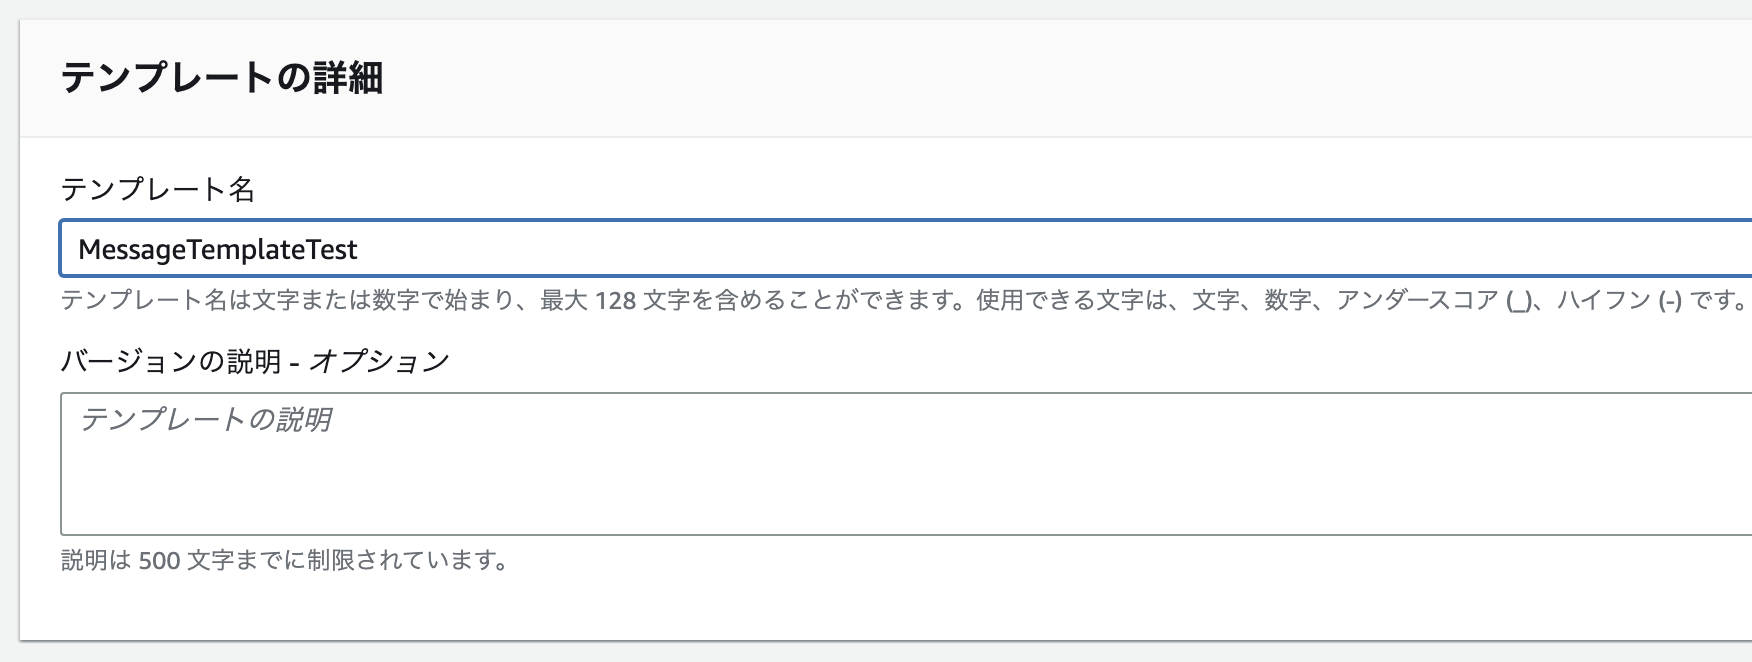 テンプレートの詳細
テンプレート名
MessageTemplateTest
テンプレート名は文字または数字で始まり、最大 128 文字を含めることができます。使用できる文字は、文字、数字、アンダースコア (_)、ハイフン (-) です。
バージョンの説明 - オプション
テンプレートの説明
説明は 500 文字までに制限されています。